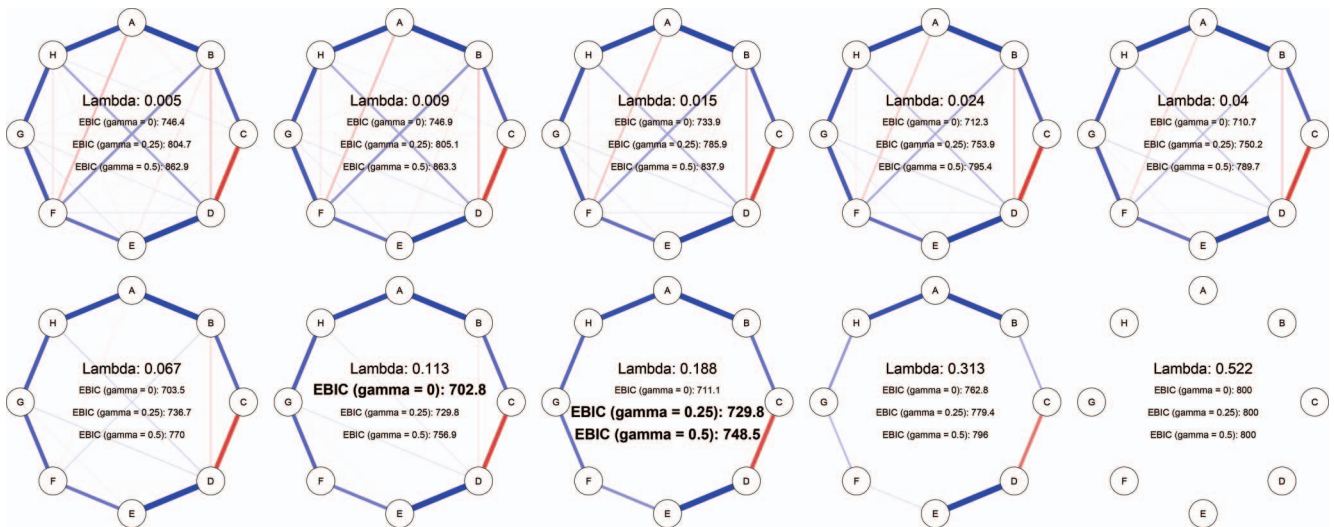 A
H
B
Lambda: 0.005
EBIC (gamma = 0): 746.4
G
C
EBIC (gamma = 0.25): 804.7
EBIC (gamma = 0.5): 862.9
F
D
E
A
H
B
Lambda: 0.009
EBIC (gamma = 0): 746.9
G
C
EBIC (gamma = 0.25): 805.1
EBIC (gamma = 0.5): 863.3
F
D
E
A
H
B
Lambda: 0.015
EBIC (gamma = 0): 733.9
G
C
EBIC (gamma = 0.25): 785.9
EBIC (gamma = 0.5): 837.9
F
D
E
A
H
B
Lambda: 0.024
EBIC (gamma = 0): 712.3
G
C
EBIC (gamma = 0.25): 753.9
EBIC (gamma = 0.5): 795.4
F
D
E
A
H
B
Lambda: 0.04
EBIC (gamma = 0): 710.7
G
C
EBIC (gamma = 0.25): 750.2
EBIC (gamma = 0.5): 789.7
F
D
E
A
H
B
Lambda: 0.067
EBIC (gamma = 0): 703.5
G
C
EBIC (gamma = 0.25): 736.7
EBIC (gamma = 0.5): 770
F
D
E
A
H
B
Lambda: 0.113
EBIC (gamma = 0): 702.8
G
C
EBIC (gamma = 0.25): 729.8
EBIC (gamma = 0.5): 756.9
F
D
E
A
H
B
Lambda: 0.188
EBIC (gamma = 0): 711.1
G
C
EBIC (gamma = 0.25): 729.8
EBIC (gamma = 0.5): 748.5
F
D
E
A
H
B
Lambda: 0.313
EBIC (gamma = 0): 762.8
G
C
EBIC (gamma = 0.25): 779.4
EBIC (gamma = 0.5): 796
F
D
E
A
H
B
Lambda: 0.522
EBIC (gamma = 0): 800
G
C
EBIC (gamma = 0.25): 800
EBIC (gamma = 0.5): 800
F
D
E